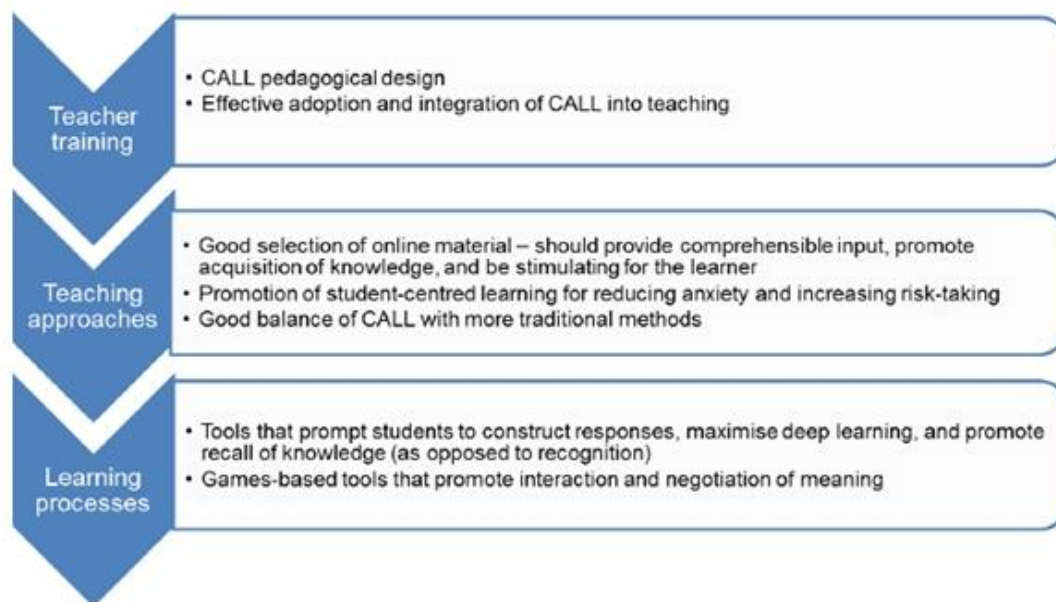 Teacher
training
• CALL pedagogical design
• Effective adoption and integration of CALL into teaching
Teaching
approaches
• Good selection of online material – should provide comprehensible input, promote
acquisition of knowledge, and be stimulating for the learner
• Promotion of student-centred learning for reducing anxiety and increasing risk-taking
• Good balance of CALL with more traditional methods
Learning
processes
• Tools that prompt students to construct responses, maximise deep learning, and promote
recall of knowledge (as opposed to recognition)
• Games-based tools that promote interaction and negotiation of meaning